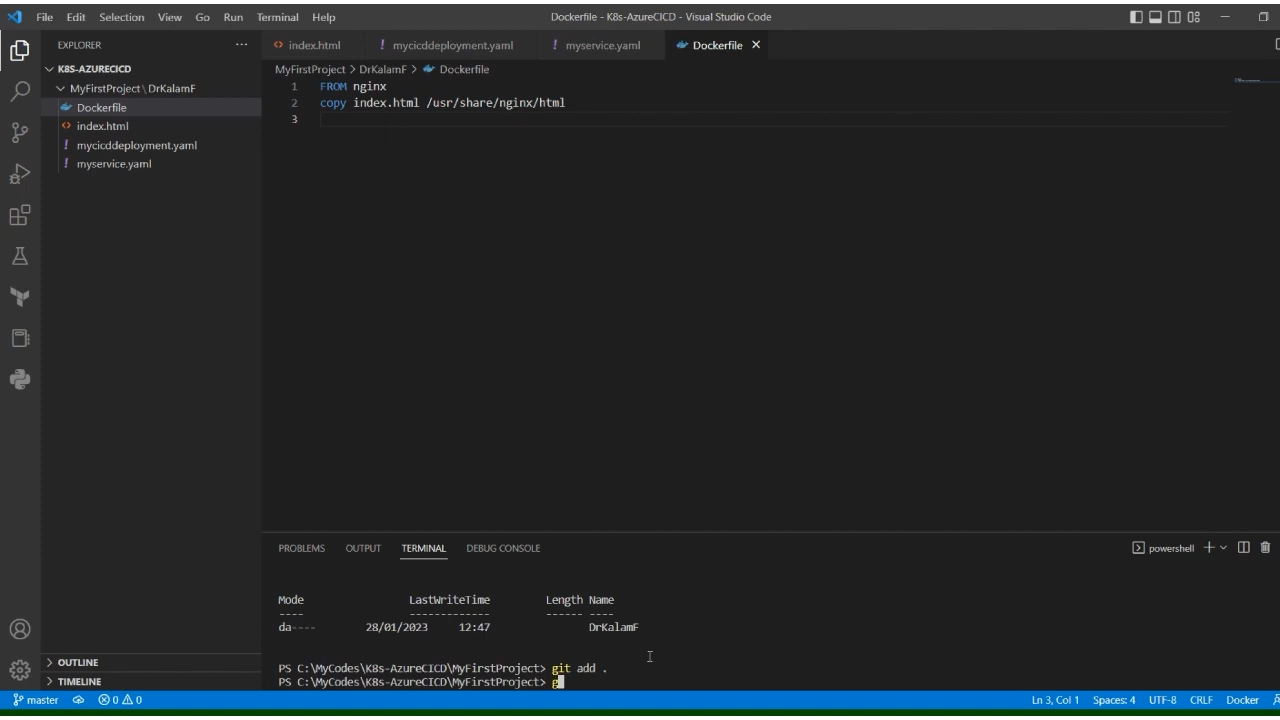 File Edit Selection View Go Run Terminal Help
Dockerfile - K8s-AzureCICD - Visual Studio Code
EXPLORER
index.html mycicddeployment.yaml myservice.yaml Dockerfile
K8S-AZURECICD
MyFirstProject \ DrKalamF
Dockerfile
index.html
mycicddeployment.yaml
myservice.yaml
MyFirstProject > DrKalamF > Dockerfile
1 FROM nginx
2 copy index.html /usr/share/nginx/html
3
PROBLEMS OUTPUT TERMINAL DEBUG CONSOLE
powershell
Mode LastWriteTime Length Name
---- ------------- ------ ----
da---- 28/01/2023 12:47 DrKalamF
PS C:\MyCodes\K8s-AzureCICD\MyFirstProject> git add .
PS C:\MyCodes\K8s-AzureCICD\MyFirstProject> g
OUTLINE
TIMELINE
master 0 0
Ln 3, Col 1 Spaces: 4 UTF-8 CRLF Docker